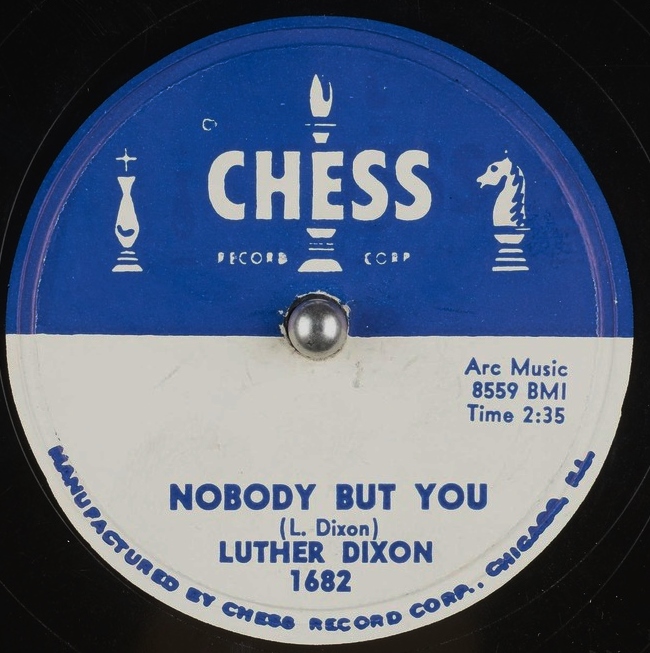 CHESS
RECORD CORP
Arc Music
8559 BMI
Time 2:35
NOBODY BUT YOU
(L. Dixon)
LUTHER DIXON
1682
MANUFACTURED BY CHESS RECORD CORP., CHICAGO, ILL.